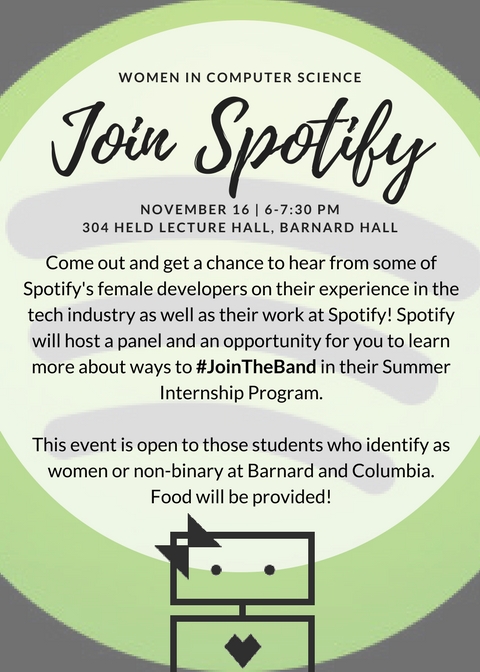 WOMEN IN COMPUTER SCIENCE
Join Spotify
NOVEMBER 16 | 6-7:30 PM
304 HELD LECTURE HALL, BARNARD HALL
Come out and get a chance to hear from some of
Spotify's female developers on their experience in the
tech industry as well as their work at Spotify! Spotify
will host a panel and an opportunity for you to learn
more about ways to #JoinTheBand in their Summer
Internship Program.
This event is open to those students who identify as
women or non-binary at Barnard and Columbia.
Food will be provided!